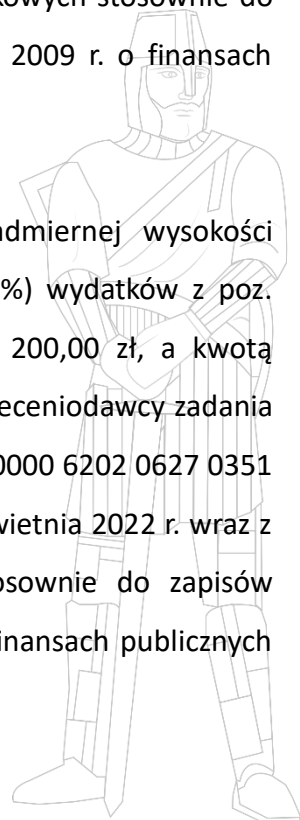 kowych stosownie do
2009 r. o finansach
admiernej wysokości
%) wydatków z poz.
200,00 zł, a kwotą
eceniodawcy zadania
0000 6202 0627 0351
wietnia 2022 r. wraz z
osownie do zapisów
inansach publicznych